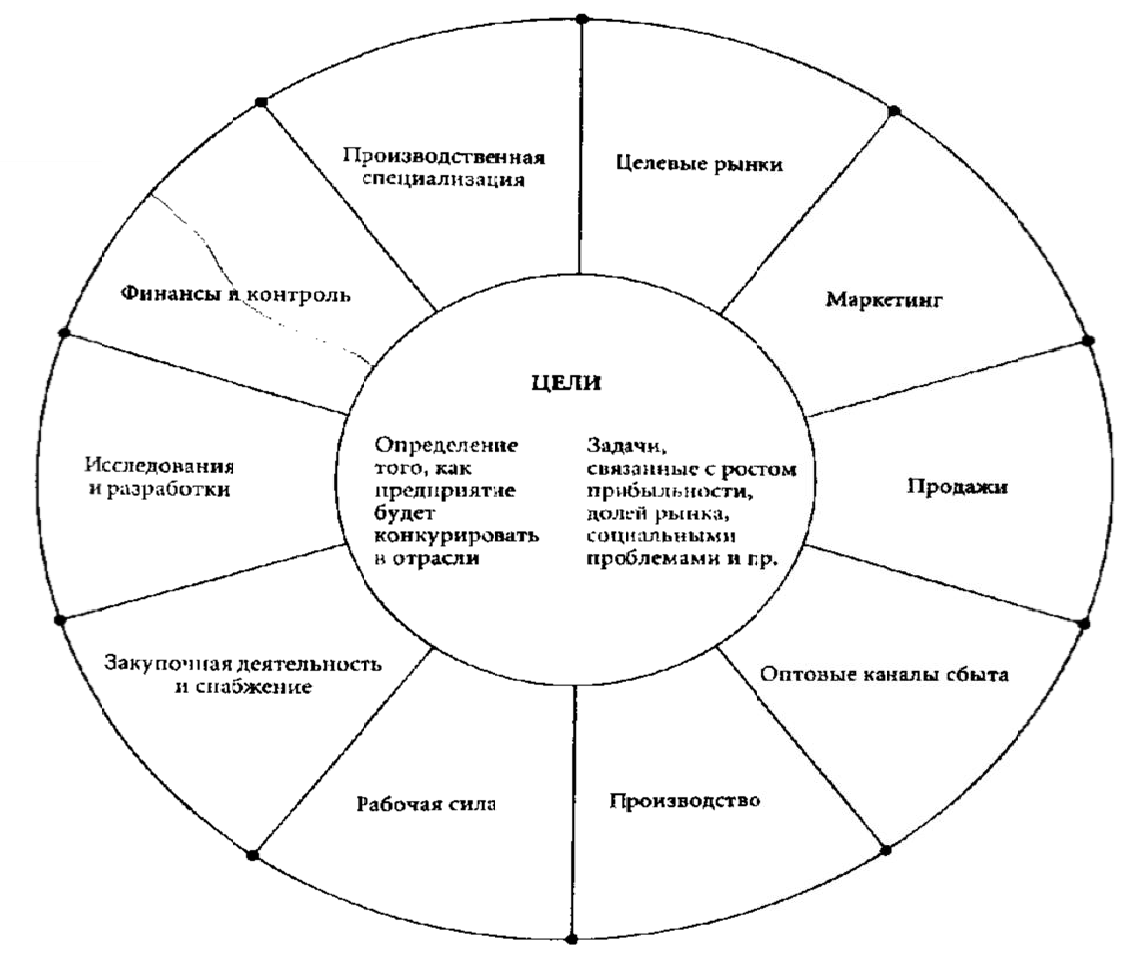 Производственная
специализация
Целевые рынки
Финансы и контроль
Маркетинг
ЦЕЛИ
Определение
того, как
предприятие
будет
конкурировать
в отрасли
Задачи,
связанные с ростом
прибыльности,
долей рынка,
социальными
проблемами и пр.
Исследования
и разработки
Продажи
Закупочная деятельность
и снабжение
Оптовые каналы сбыта
Рабочая сила
Производство